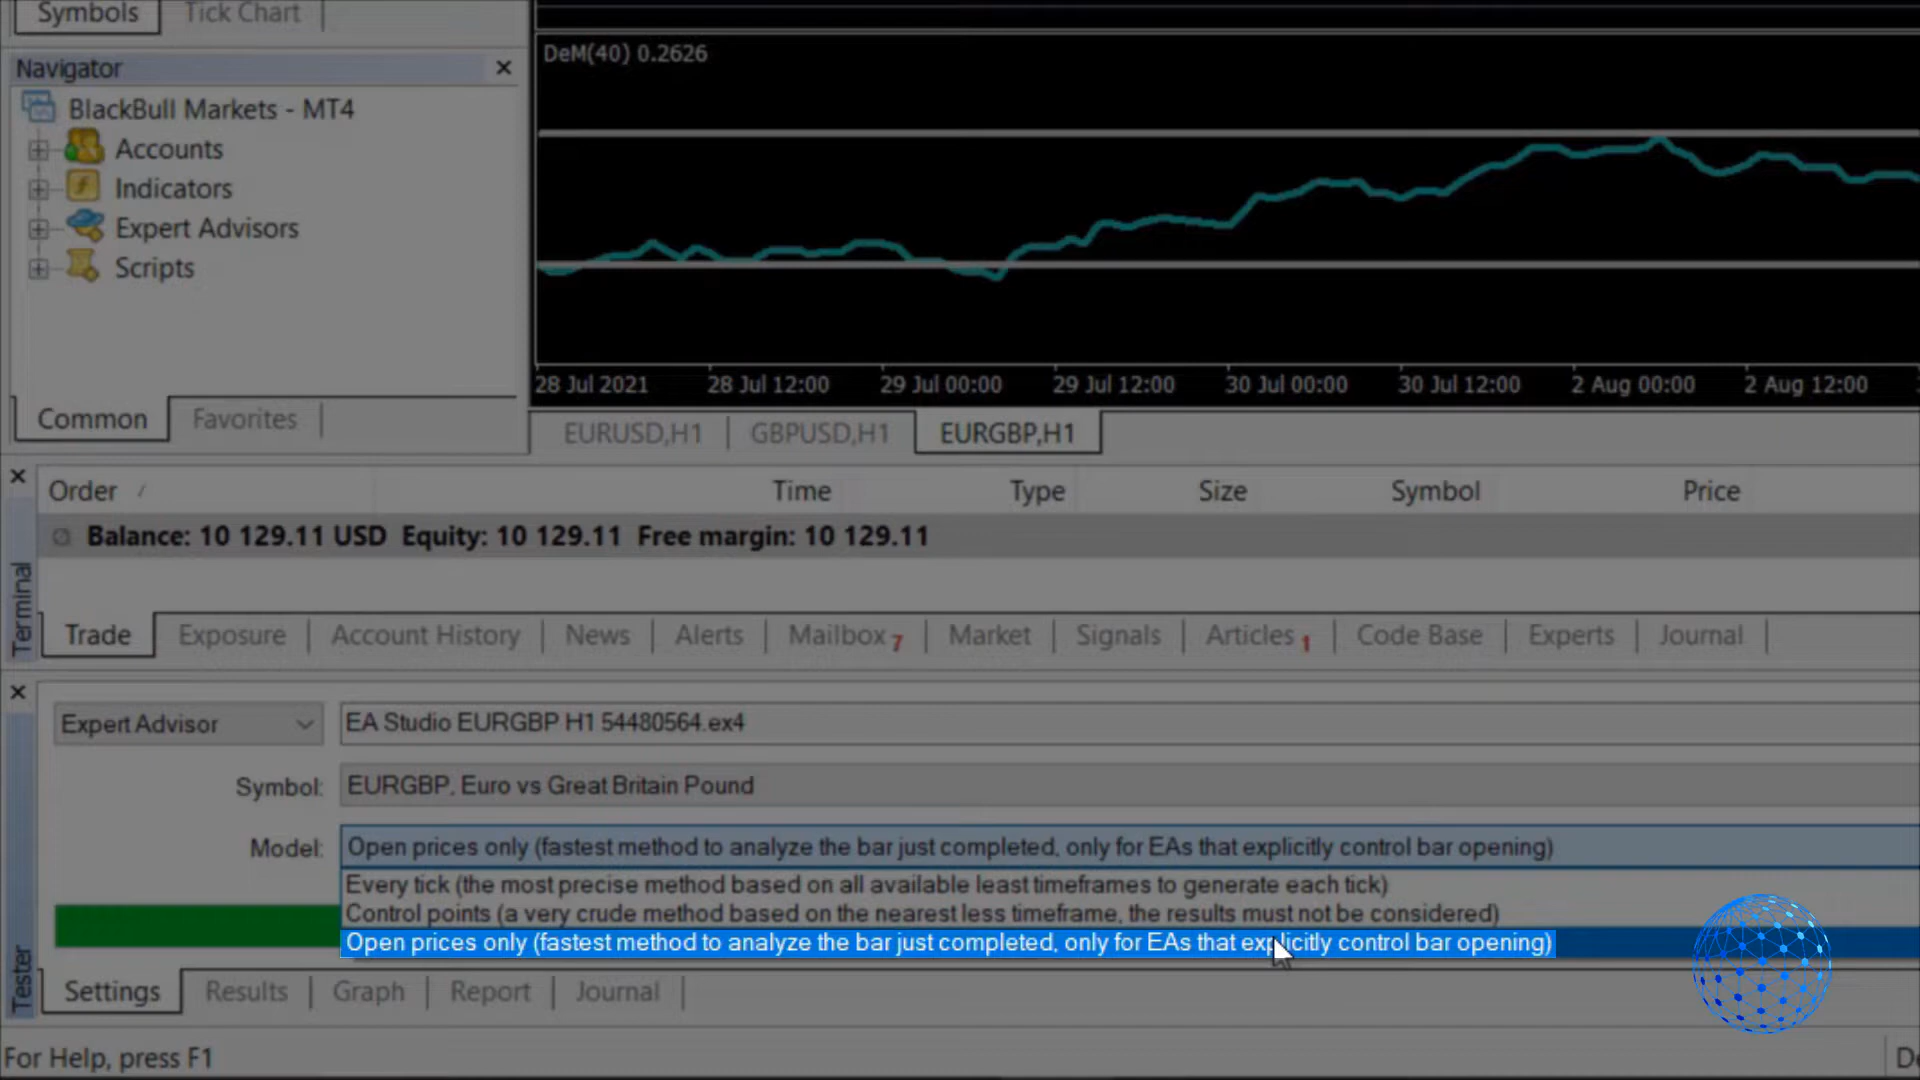 Symbols
Tick Chart
Navigator
BlackBull Markets - MT4
Accounts
Indicators
Expert Advisors
Scripts
Common
Favorites
DeM(40) 0.2626
28 Jul 2021
28 Jul 12:00
29 Jul 00:00
29 Jul 12:00
30 Jul 00:00
30 Jul 12:00
2 Aug 00:00
2 Aug 12:00
EURUSD,H1
GBPUSD,H1
EURGBP,H1
Order / Time Type Size Symbol Price
Balance: 10 129.11 USD Equity: 10 129.11 Free margin: 10 129.11
Terminal
Trade
Exposure
Account History
News
Alerts
Mailbox 7
Market
Signals
Articles 1
Code Base
Experts
Journal
Expert Advisor
EA Studio EURGBP H1 54480564.ex4
Symbol:
EURGBP, Euro vs Great Britain Pound
Model:
Open prices only (fastest method to analyze the bar just completed, only for EAs that explicitly control bar opening)
Every tick (the most precise method based on all available least timeframes to generate each tick)
Control points (a very crude method based on the nearest less timeframe, the results must not be considered)
Open prices only (fastest method to analyze the bar just completed, only for EAs that explicitly control bar opening)
Tester
Settings
Results
Graph
Report
Journal
For Help, press F1